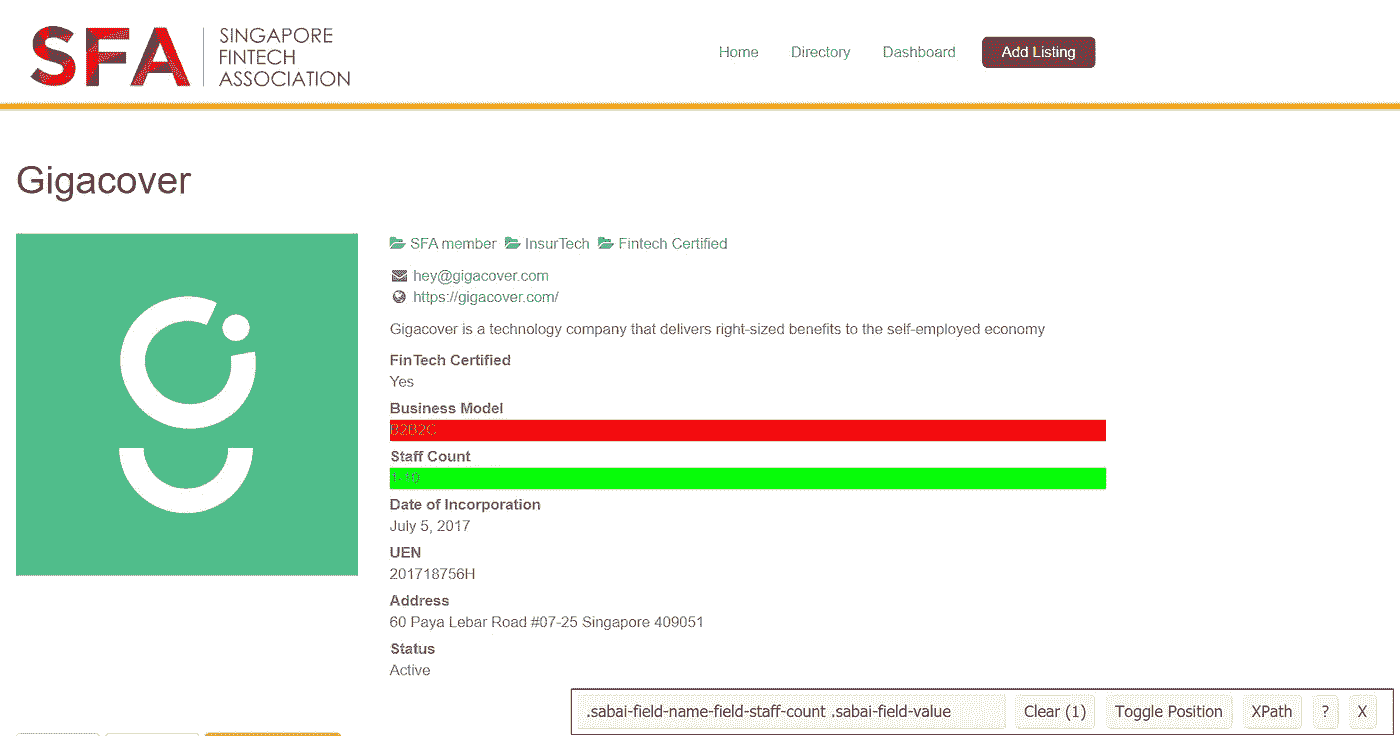 SFA
SINGAPORE
FINTECH
ASSOCIATION
Home Directory Dashboard Add Listing
Gigacover
SFA member InsurTech Fintech Certified
hey@gigacover.com
https://gigacover.com/
Gigacover is a technology company that delivers right-sized benefits to the self-employed economy
FinTech Certified
Yes
Business Model
B2B2C
Staff Count
Date of Incorporation
July 5, 2017
UEN
201718756H
Address
60 Paya Lebar Road #07-25 Singapore 409051
Status
Active
.sabai-field-name-field-staff-count .sabai-field-value Clear (1) Toggle Position XPath ? X